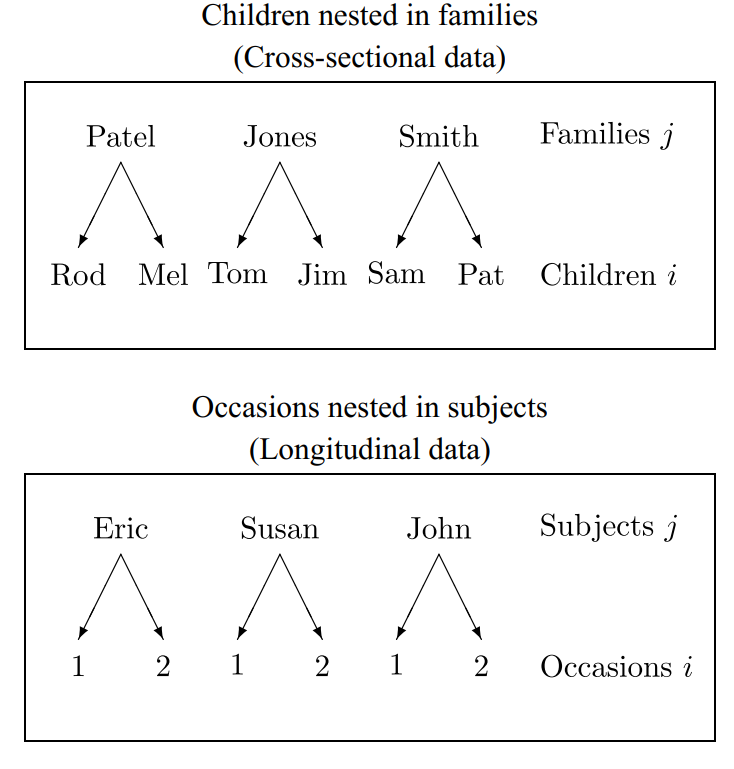 Children nested in families
(Cross-sectional data)
Patel Jones Smith Families j
Rod Mel Tom Jim Sam Pat Children i
Occasions nested in subjects
(Longitudinal data)
Eric Susan John Subjects j
1 2 1 2 1 2 Occasions i